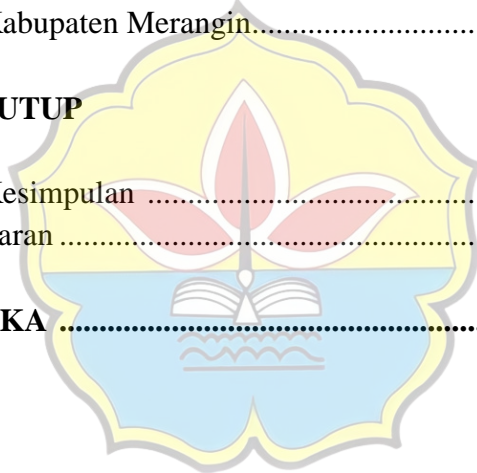 Kabupaten Merangin..............................
UTUP
Kesimpulan ..........................................
aran .....................................................
KA .....................................................